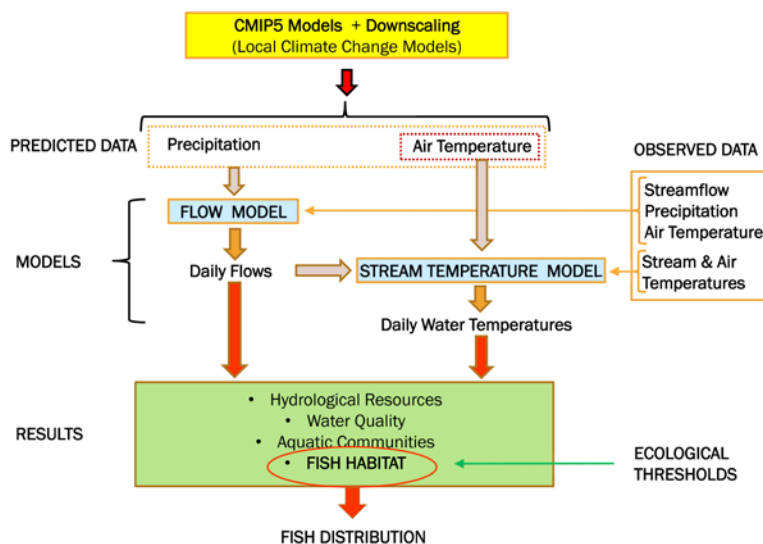 CMIP5 Models + Downscaling
(Local Climate Change Models)
PREDICTED DATA
Precipitation
Air Temperature
OBSERVED DATA
Streamflow
Precipitation
Air Temperature
FLOW MODEL
MODELS
Daily Flows
STREAM TEMPERATURE MODEL
Stream & Air
Temperatures
Daily Water Temperatures
RESULTS
• Hydrological Resources
• Water Quality
• Aquatic Communities
• FISH HABITAT
ECOLOGICAL
THRESHOLDS
FISH DISTRIBUTION